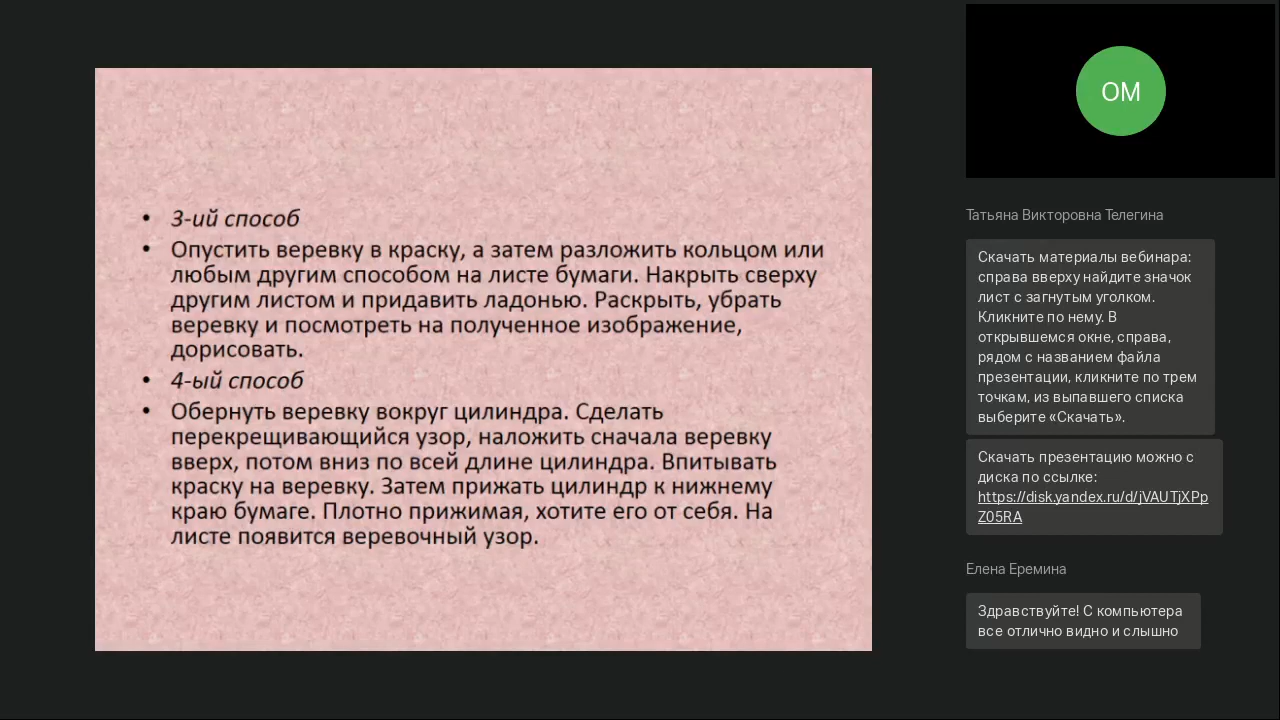 • 3-ий способ
• Опустить веревку в краску, а затем разложить кольцом или
любым другим способом на листе бумаги. Накрыть сверху
другим листом и придавить ладонью. Раскрыть, убрать
веревку и посмотреть на полученное изображение,
дорисовать.
• 4-ый способ
• Обернуть веревку вокруг цилиндра. Сделать
перекрещивающийся узор, наложить сначала веревку
вверх, потом вниз по всей длине цилиндра. Впитывать
краску на веревку. Затем прижать цилиндр к нижнему
краю бумаге. Плотно прижимая, хотите его от себя. На
листе появится веревочный узор.
ОМ
Татьяна Викторовна Телегина
Скачать материалы вебинара:
справа вверху найдите значок
лист с загнутым уголком.
Кликните по нему. В
открывшемся окне, справа,
рядом с названием файла
презентации, кликните по трем
точкам, из выпавшего списка
выберите «Скачать».
Скачать презентацию можно с
диска по ссылке:
https://disk.yandex.ru/d/jVAUTjXPp
Z05RA
Елена Еремина
Здравствуйте! С компьютера
все отлично видно и слышно